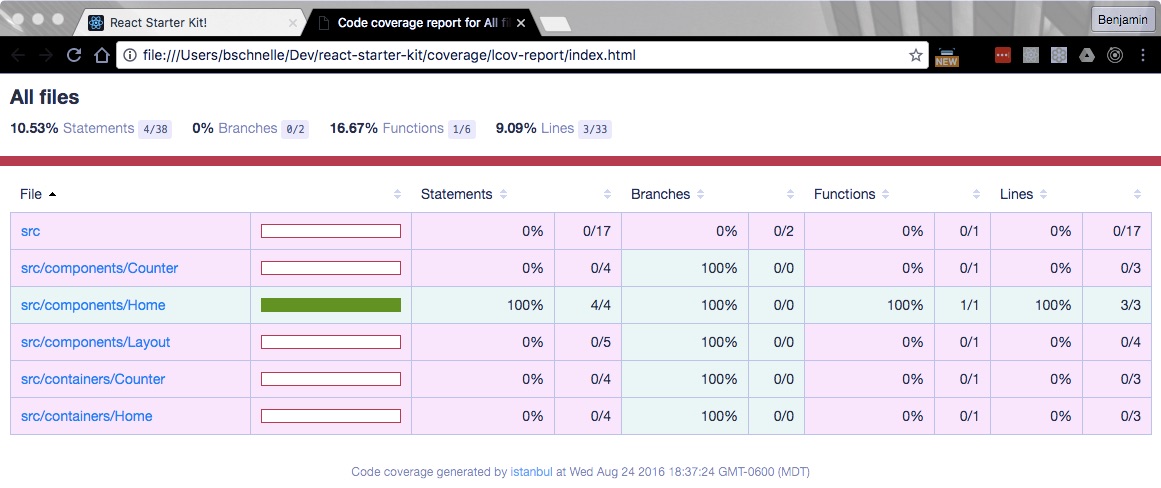 React Starter Kit!
Code coverage report for All fil
Benjamin
file:///Users/bschnelle/Dev/react-starter-kit/coverage/lcov-report/index.html
NEW
All files
10.53% Statements 4/38 0% Branches 0/2 16.67% Functions 1/6 9.09% Lines 3/33
File Statements Branches Functions Lines
src 0% 0/17 0% 0/2 0% 0/1 0% 0/17
src/components/Counter 0% 0/4 100% 0/0 0% 0/1 0% 0/3
src/components/Home 100% 4/4 100% 0/0 100% 1/1 100% 3/3
src/components/Layout 0% 0/5 100% 0/0 0% 0/1 0% 0/4
src/containers/Counter 0% 0/4 100% 0/0 0% 0/1 0% 0/3
src/containers/Home 0% 0/4 100% 0/0 0% 0/1 0% 0/3
Code coverage generated by istanbul at Wed Aug 24 2016 18:37:24 GMT-0600 (MDT)